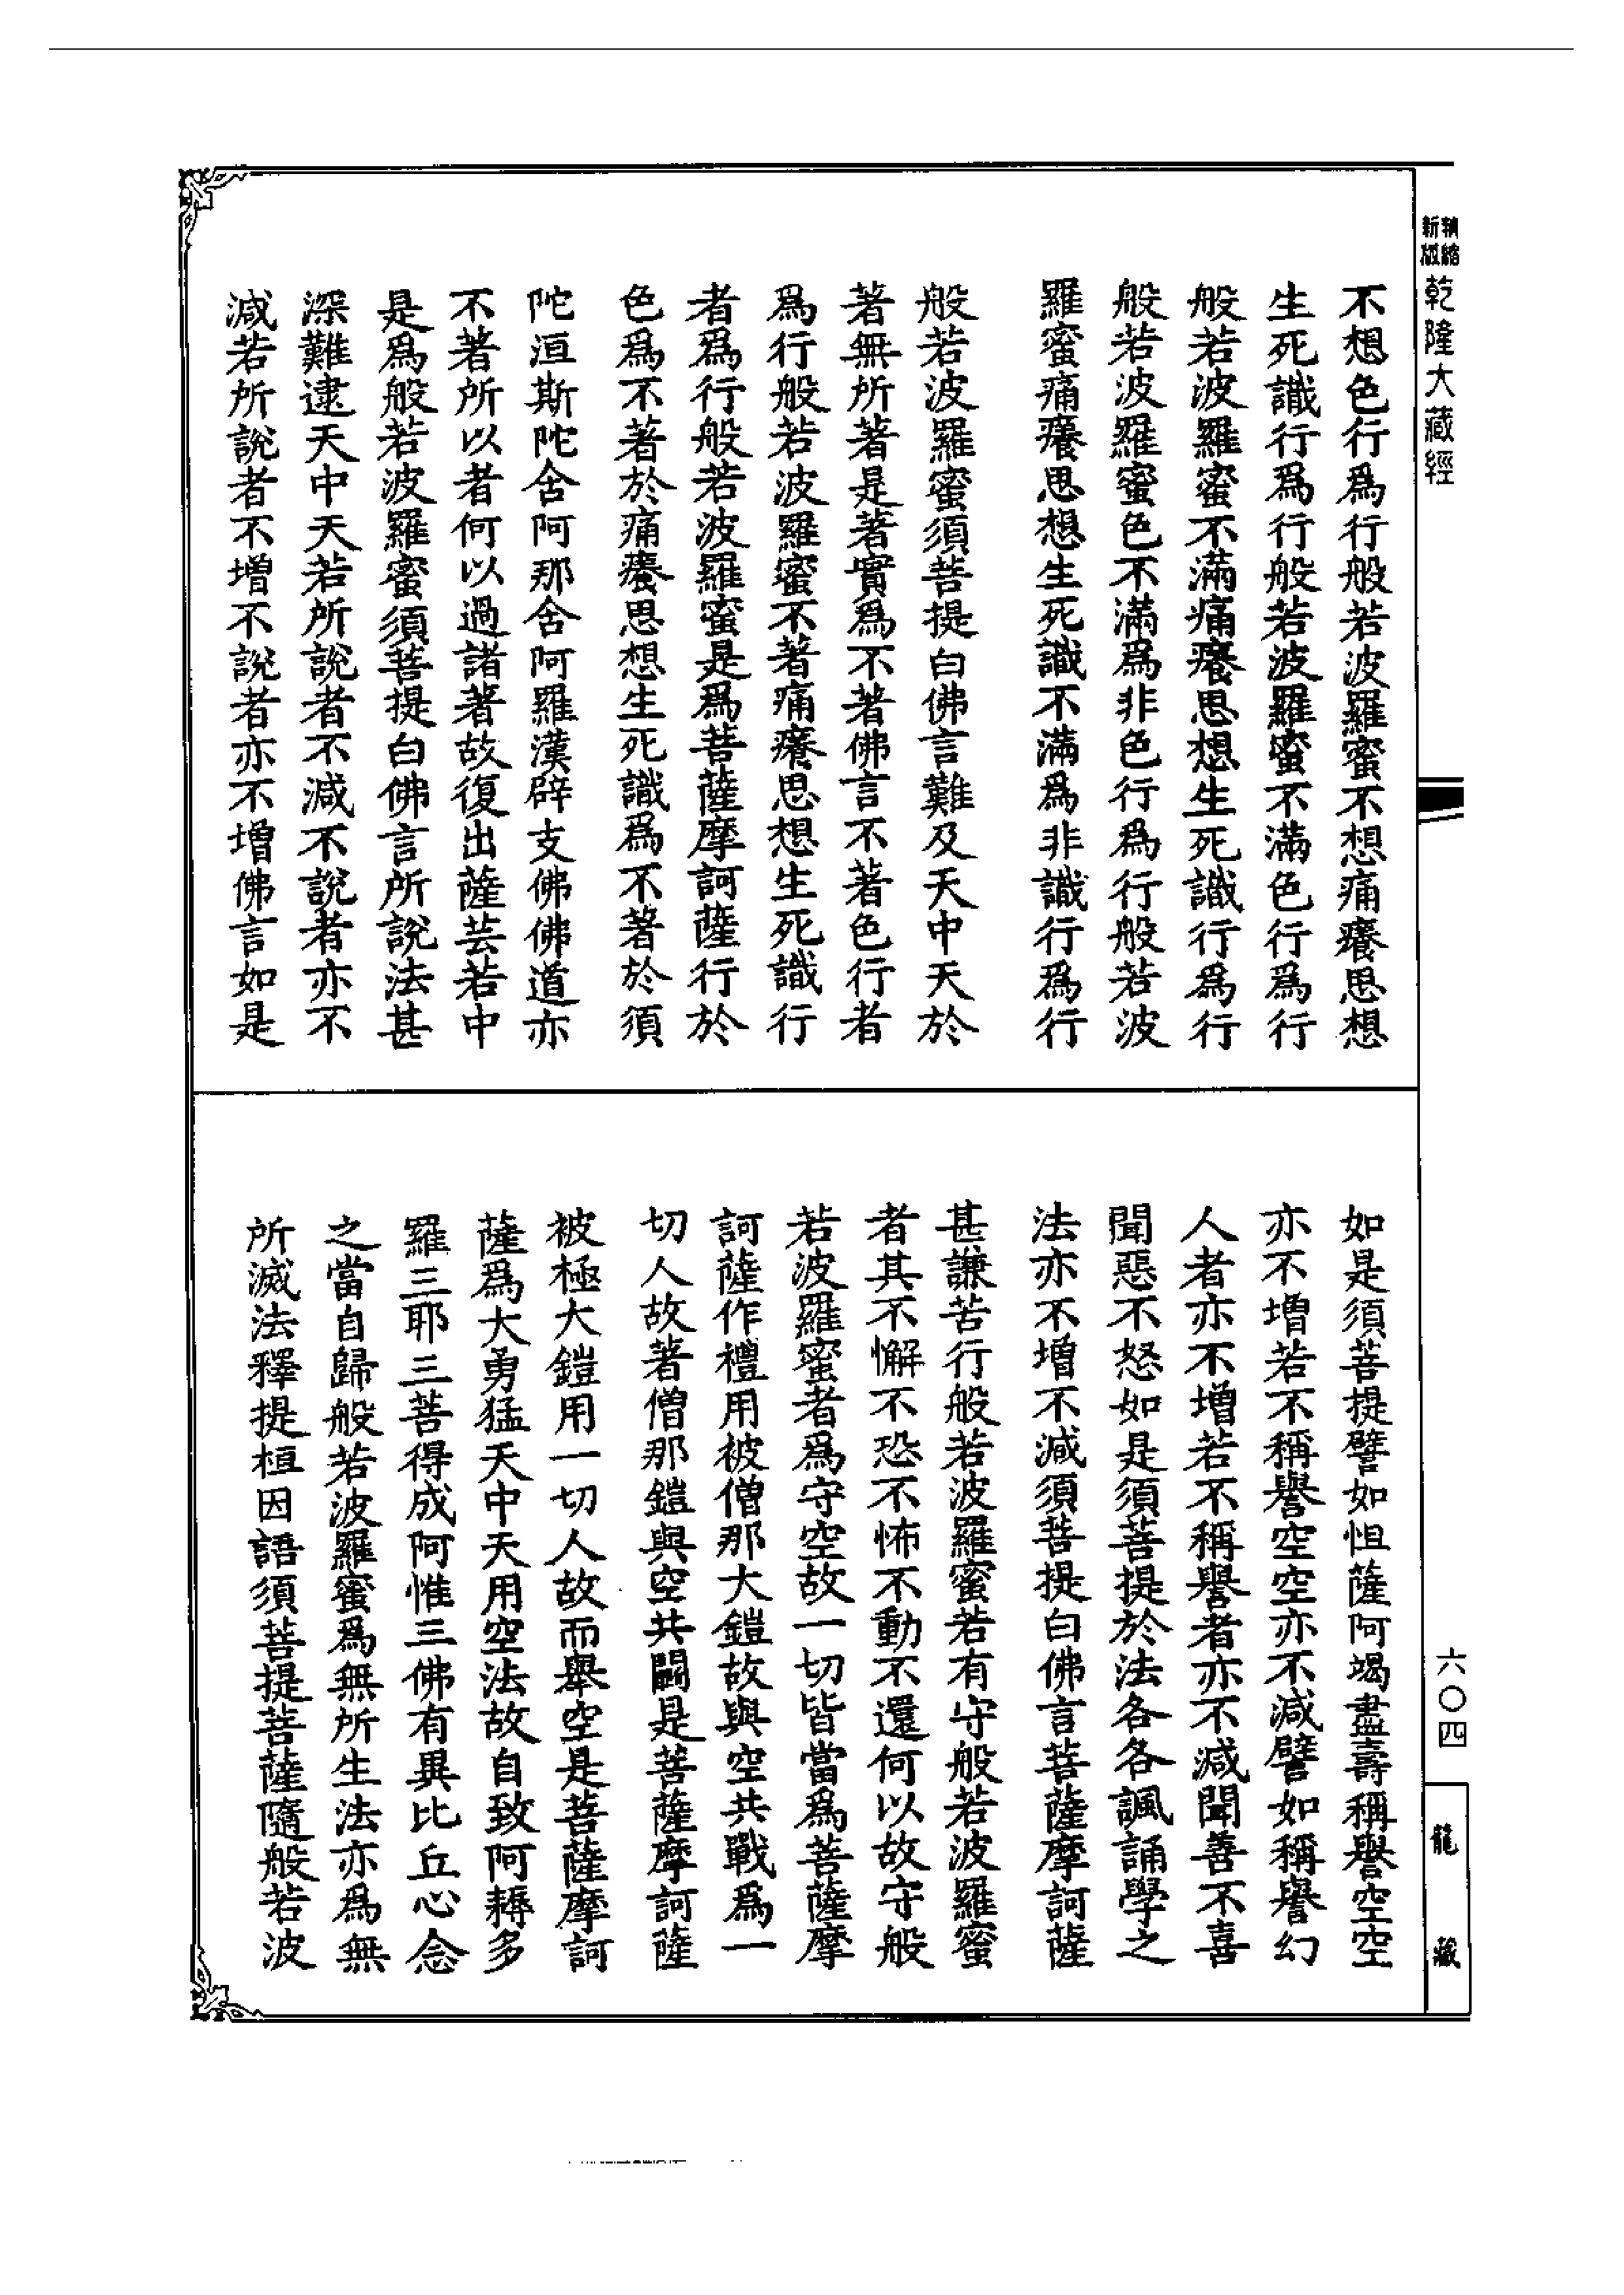 新版精縮乾隆大藏經
不想色行爲行般若波羅蜜不想痛癢思想
生死識行爲行般若波羅蜜不滿色行爲行
般若波羅蜜不滿痛癢思想生死識行爲行
般若波羅蜜色不滿爲非色行爲行般若波
羅蜜痛癢思想生死識不滿爲非識行爲行
般若波羅蜜須菩提白佛言難及天中天於
著無所著是著實爲不著佛言不著色行者
爲行般若波羅蜜不著痛癢思想生死識行
者爲行般若波羅蜜是爲菩薩摩訶薩行於
色爲不著於痛癢思想生死識爲不著於須
陀洹斯陀含阿那含阿羅漢辟支佛佛道亦
不著所以者何以過諸著故復出薩芸若中
是爲般若波羅蜜須菩提白佛言所說法甚
深難逮天中天若所說者不減不說者亦不
減若所說者不增不說者亦不增佛言如是
如是須菩提譬如怛薩阿竭盡壽稱譽空空
亦不增若不稱譽空空亦不減譬如稱譽幻
人者亦不增若不稱譽者亦不減聞善不喜
聞惡不怒如是須菩提於法各各諷誦學之
法亦不增不減須菩提白佛言菩薩摩訶薩
甚謙苦行般若波羅蜜若有守般若波羅蜜
者其不懈不恐不怖不動不還何以故守般
若波羅蜜者爲守空故一切皆當爲菩薩摩
訶薩作禮用被僧那大鎧故與空共戰爲一
切人故著僧那鎧與空共鬭是菩薩摩訶薩
被極大鎧用一切人故而舉空是菩薩摩訶
薩爲大勇猛天中天用空法故自致阿耨多
羅三耶三菩得成阿惟三佛有異比丘心念
之當自歸般若波羅蜜爲無所生法亦爲無
所滅法釋提桓因語須菩提菩薩隨般若波
六〇四
龍藏